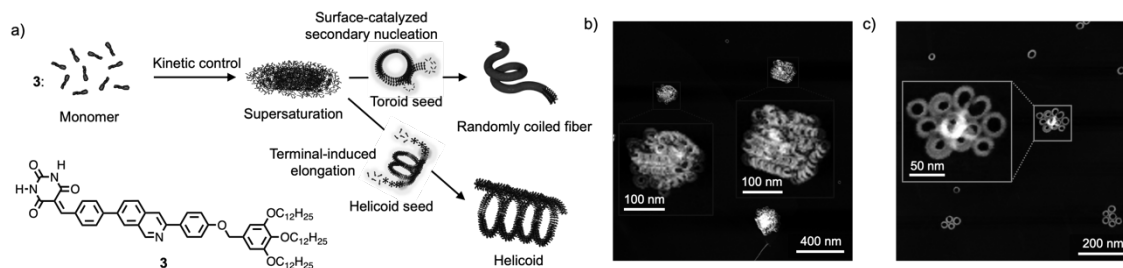 a)
3:
Monomer
Kinetic control
Supersaturation
Surface-catalyzed
secondary nucleation
Toroid seed
Randomly coiled fiber
Terminal-induced
elongation
Helicoid seed
Helicoid
O
H
N
H-N
O
N
O
O
N
O
OC12H25
OC12H25
OC12H25
3
b)
100 nm
100 nm
400 nm
c)
50 nm
200 nm